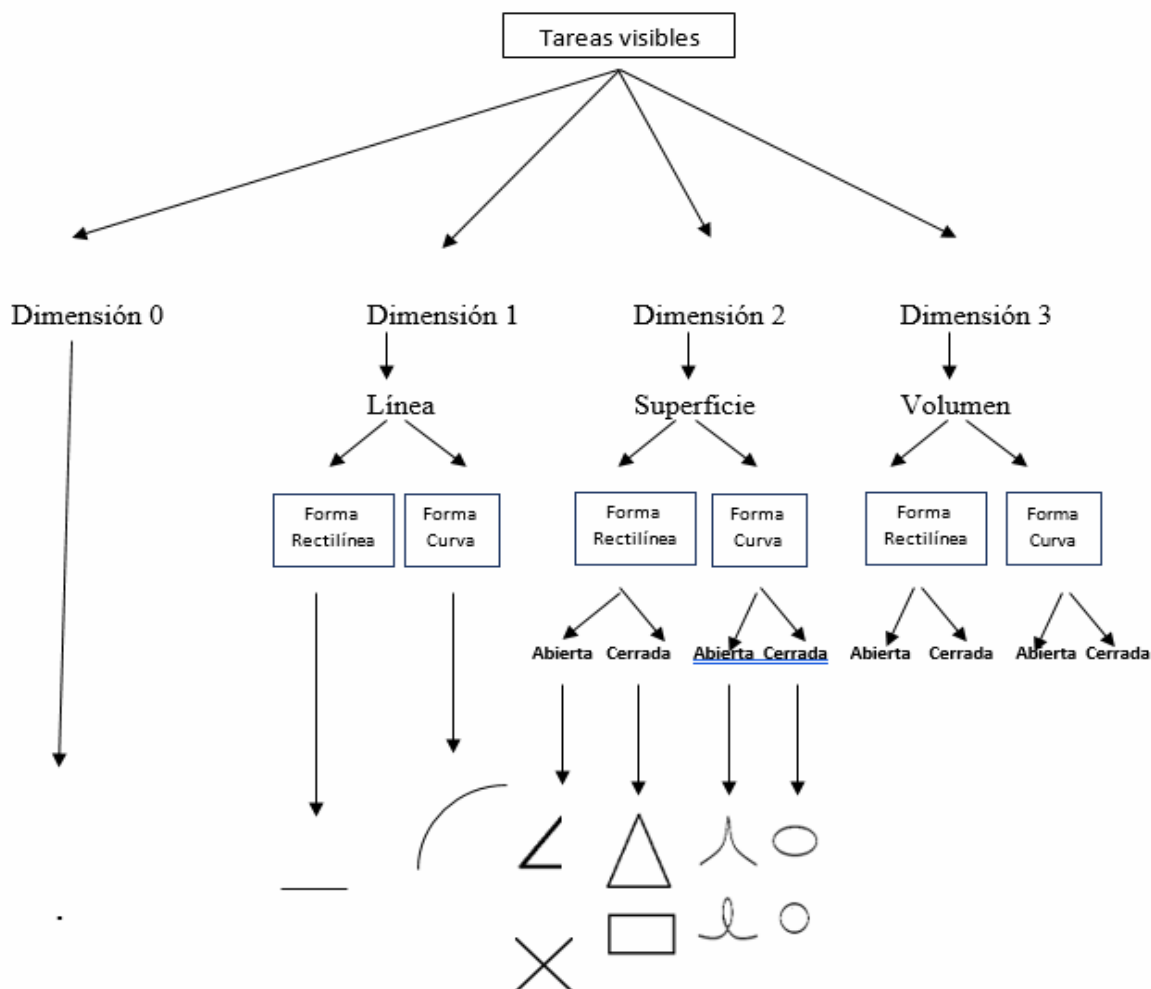 Tareas visibles
Dimensión 0
Dimensión 1
Dimensión 2
Dimensión 3
Línea
Superficie
Volumen
Forma
Rectilínea
Forma
Curva
Forma
Rectilínea
Forma
Curva
Forma
Rectilínea
Forma
Curva
Abierta Cerrada
Abierta Cerrada
Abierta Cerrada
Abierta Cerrada